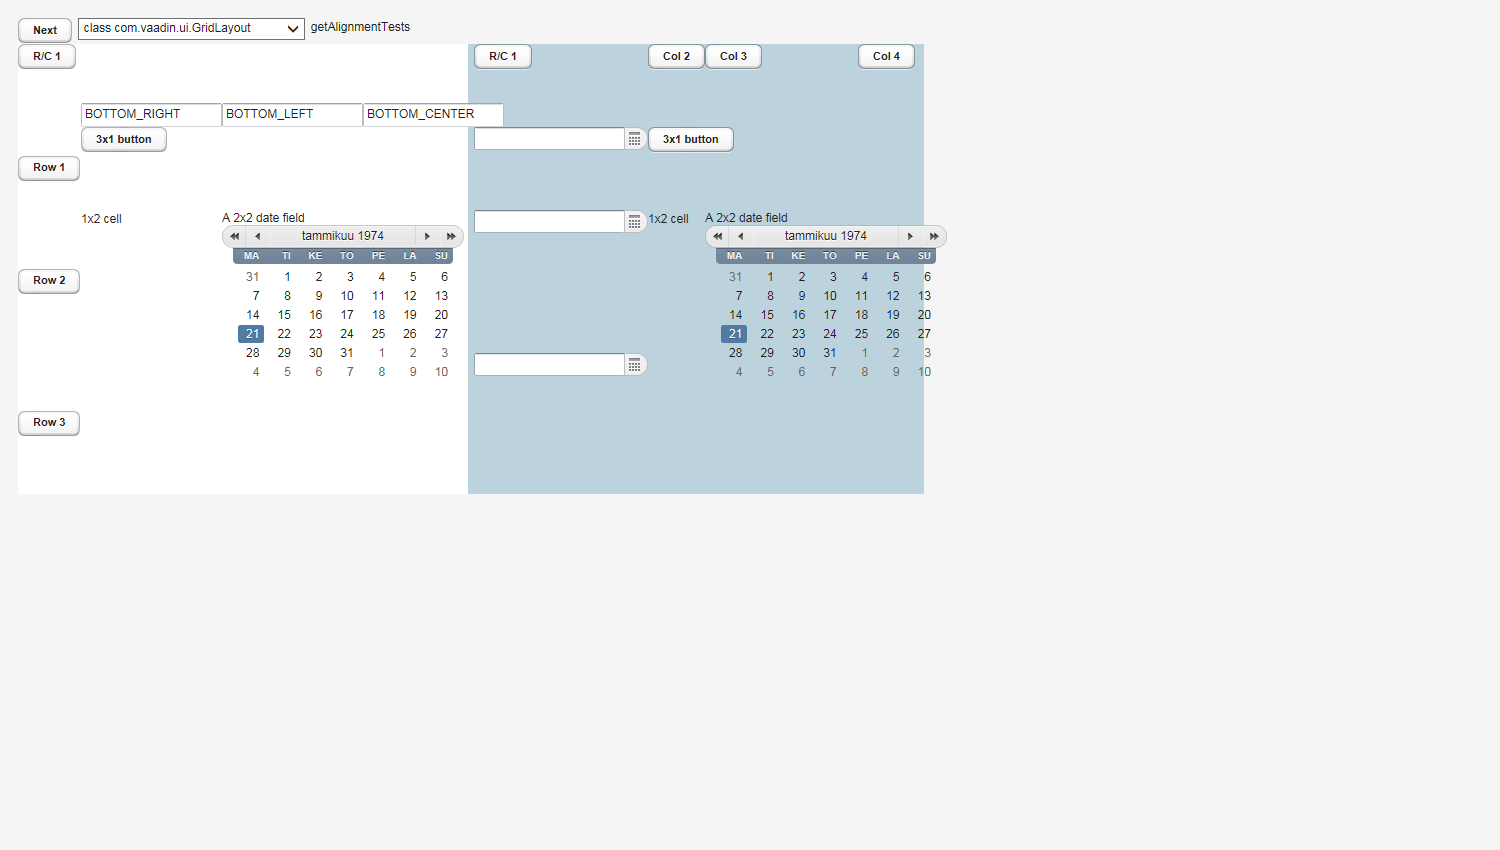 Next class com.vaadin.ui.GridLayout getAlignmentTests
R/C 1 R/C 1 Col 2 Col 3 Col 4
BOTTOM_RIGHT BOTTOM_LEFT BOTTOM_CENTER
3x1 button 3x1 button
Row 1
1x2 cell A 2x2 date field 1x2 cell A 2x2 date field
tammikuu 1974 tammikuu 1974
MA TI KE TO PE LA SU MA TI KE TO PE LA SU
31 1 2 3 4 5 6 31 1 2 3 4 5 6
Row 2
7 8 9 10 11 12 13 7 8 9 10 11 12 13
14 15 16 17 18 19 20 14 15 16 17 18 19 20
21 22 23 24 25 26 27 21 22 23 24 25 26 27
28 29 30 31 1 2 3 28 29 30 31 1 2 3
4 5 6 7 8 9 10 4 5 6 7 8 9 10
Row 3